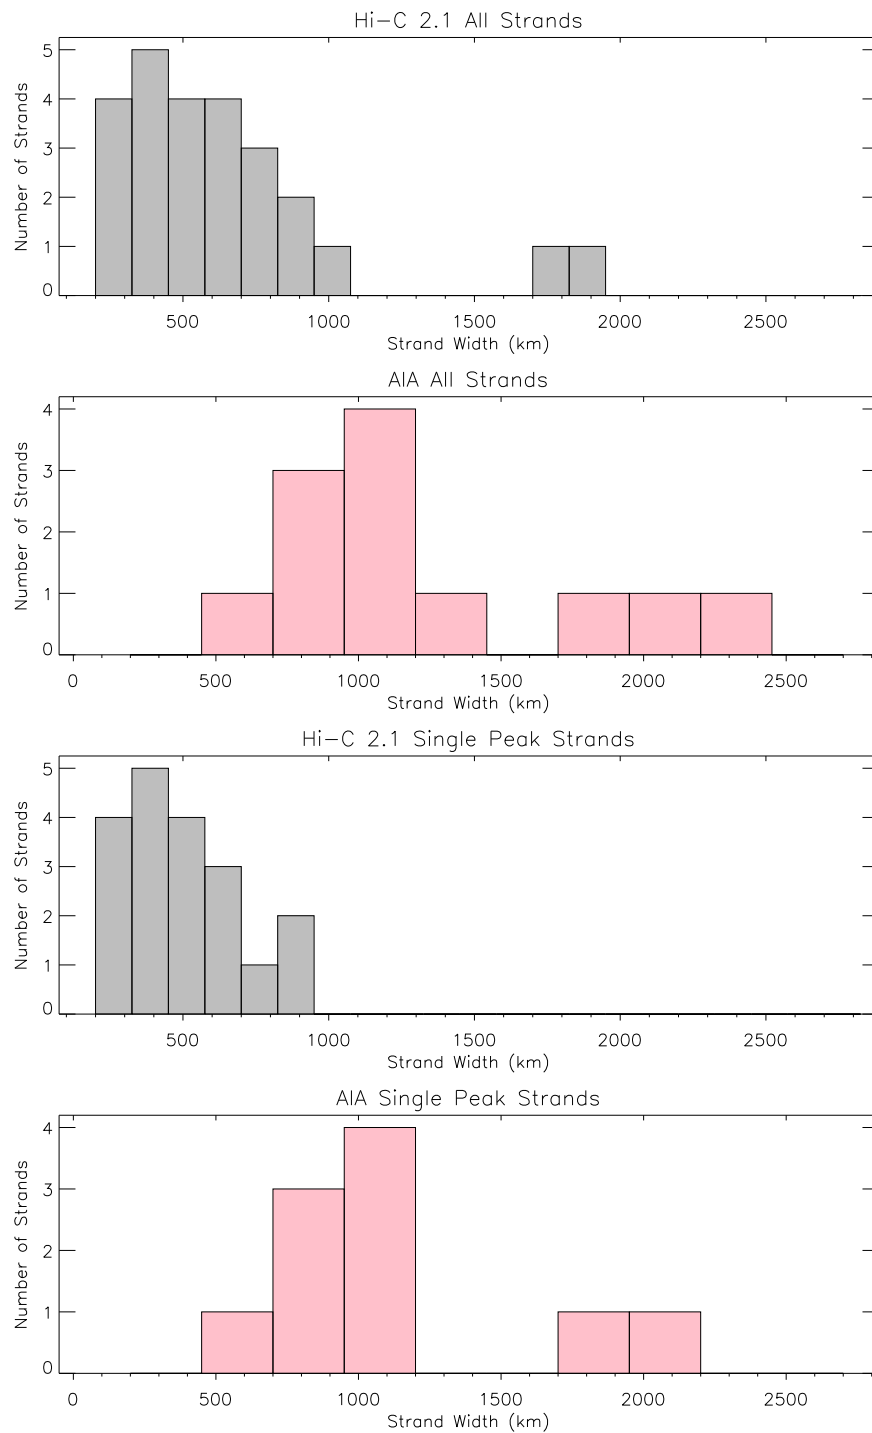 Hi-C 2.1 All Strands
5
4
3
2
1
0
Number of Strands
500 1000 1500 2000 2500
Strand Width (km)
AIA All Strands
4
3
2
1
0
Number of Strands
0 500 1000 1500 2000 2500
Strand Width (km)
Hi-C 2.1 Single Peak Strands
5
4
3
2
1
0
Number of Strands
500 1000 1500 2000 2500
Strand Width (km)
AIA Single Peak Strands
4
3
2
1
0
Number of Strands
0 500 1000 1500 2000 2500
Strand Width (km)